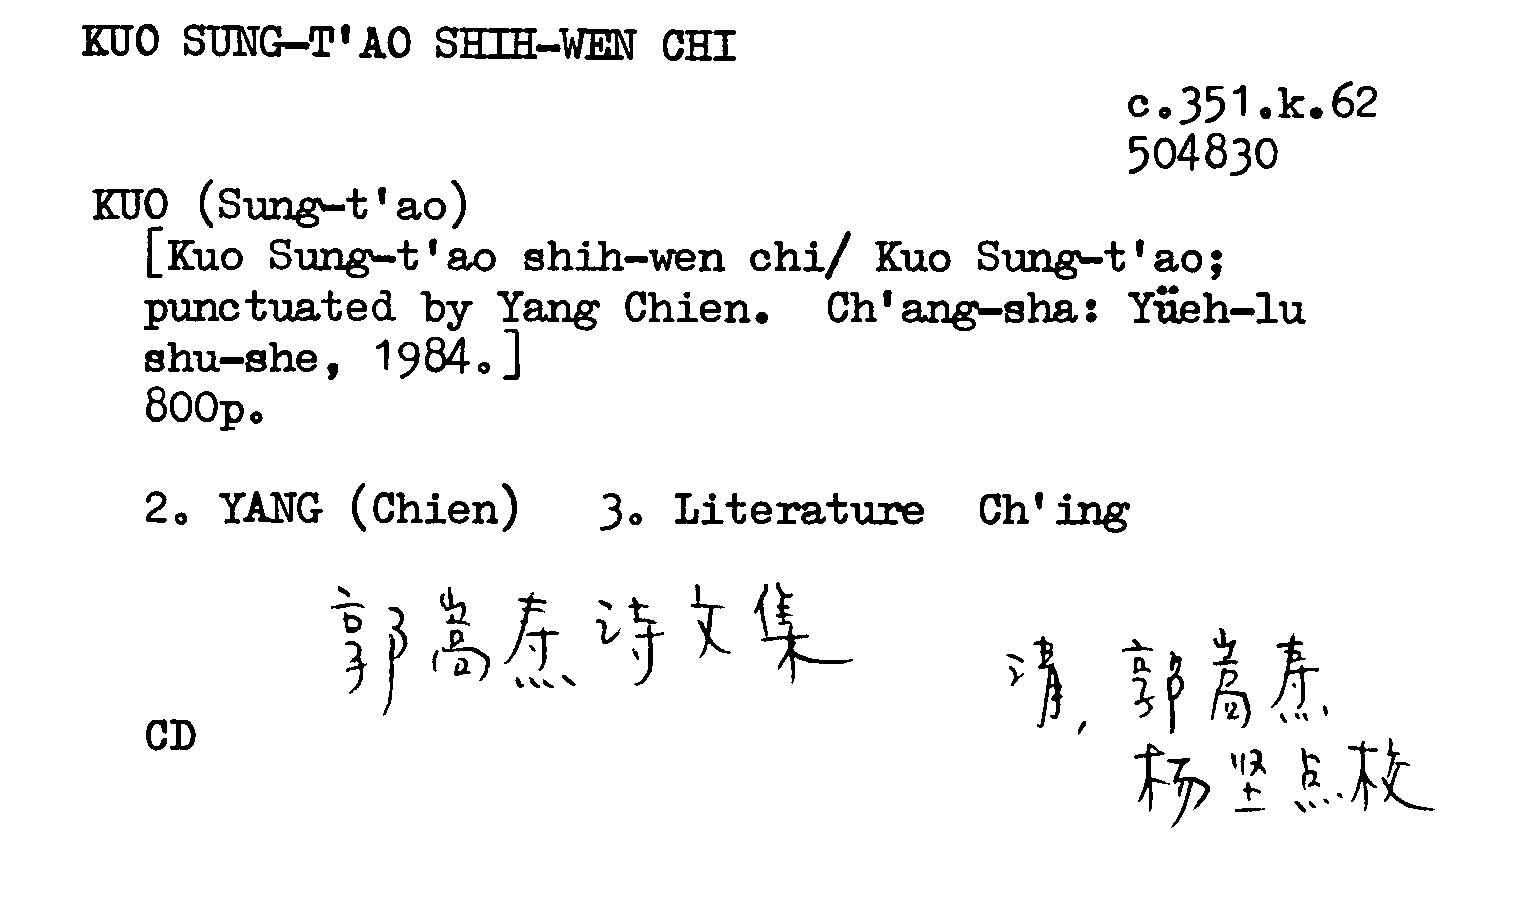 KUO SUNG-T'AO SHIH-WEN CHI
c.351.k.62
504830
KUO (Sung-t'ao)
[Kuo Sung-t'ao shih-wen chi/ Kuo Sung-t'ao;
punctuated by Yang Chien. Ch'ang-sha: Yüeh-lu
shu-she, 1984.]
800p.
2. YANG (Chien) 3. Literature Ch'ing
郭嵩焘诗文集
清,郭嵩焘
杨坚点校
CD